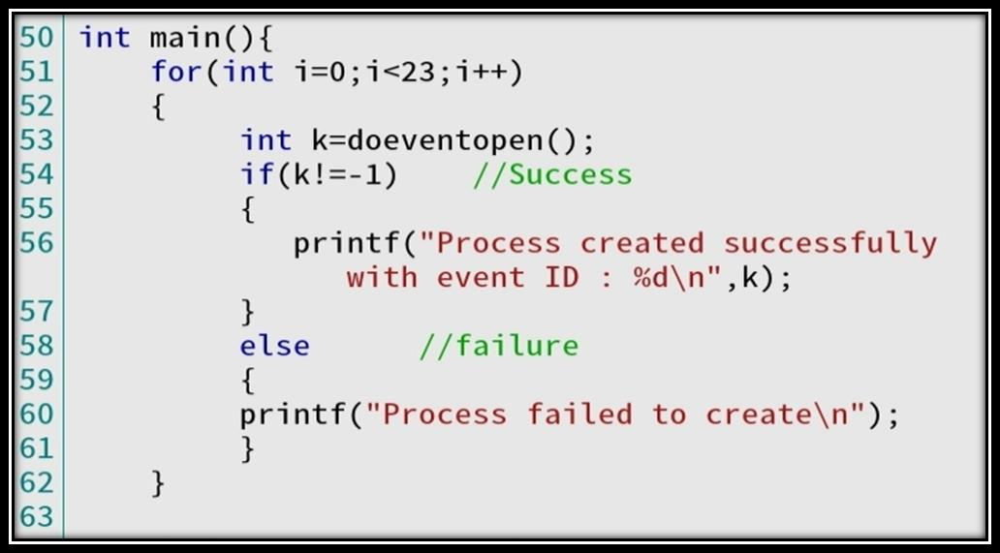 50 int main(){
51     for(int i=0;i<23;i++)
52     {
53          int k=doeventopen();
54          if(k!=-1)    //Success
55          {
56             printf("Process created successfully
                  with event ID : %d\n",k);
57          }
58          else      //failure
59          {
60          printf("Process failed to create\n");
61          }
62     }
63